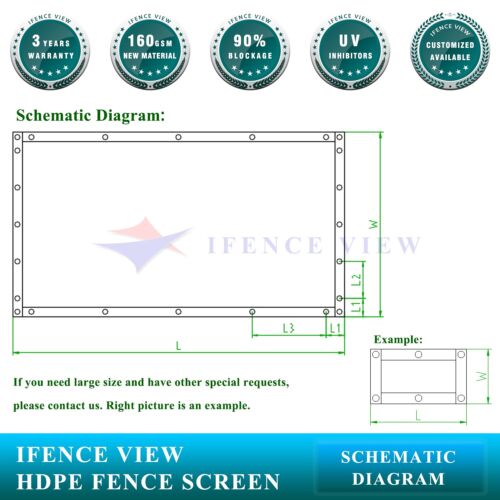 IFENCE VIEW
IFENCE VIEW
IFENCE VIEW
IFENCE VIEW
3 YEARS
WARRANTY
160GSM
NEW MATERIAL
90%
BLOCKAGE
UV
INHIBITORS
CUSTOMIZED
AVAILABLE
Schematic Diagram:
IFENCE VIEW
W
L2
L1
L3
L1
L
Example:
W
L
If you need large size and have other special requests,
please contact us. Right picture is an example.
IFENCE VIEW
HDPE FENCE SCREEN
SCHEMATIC
DIAGRAM